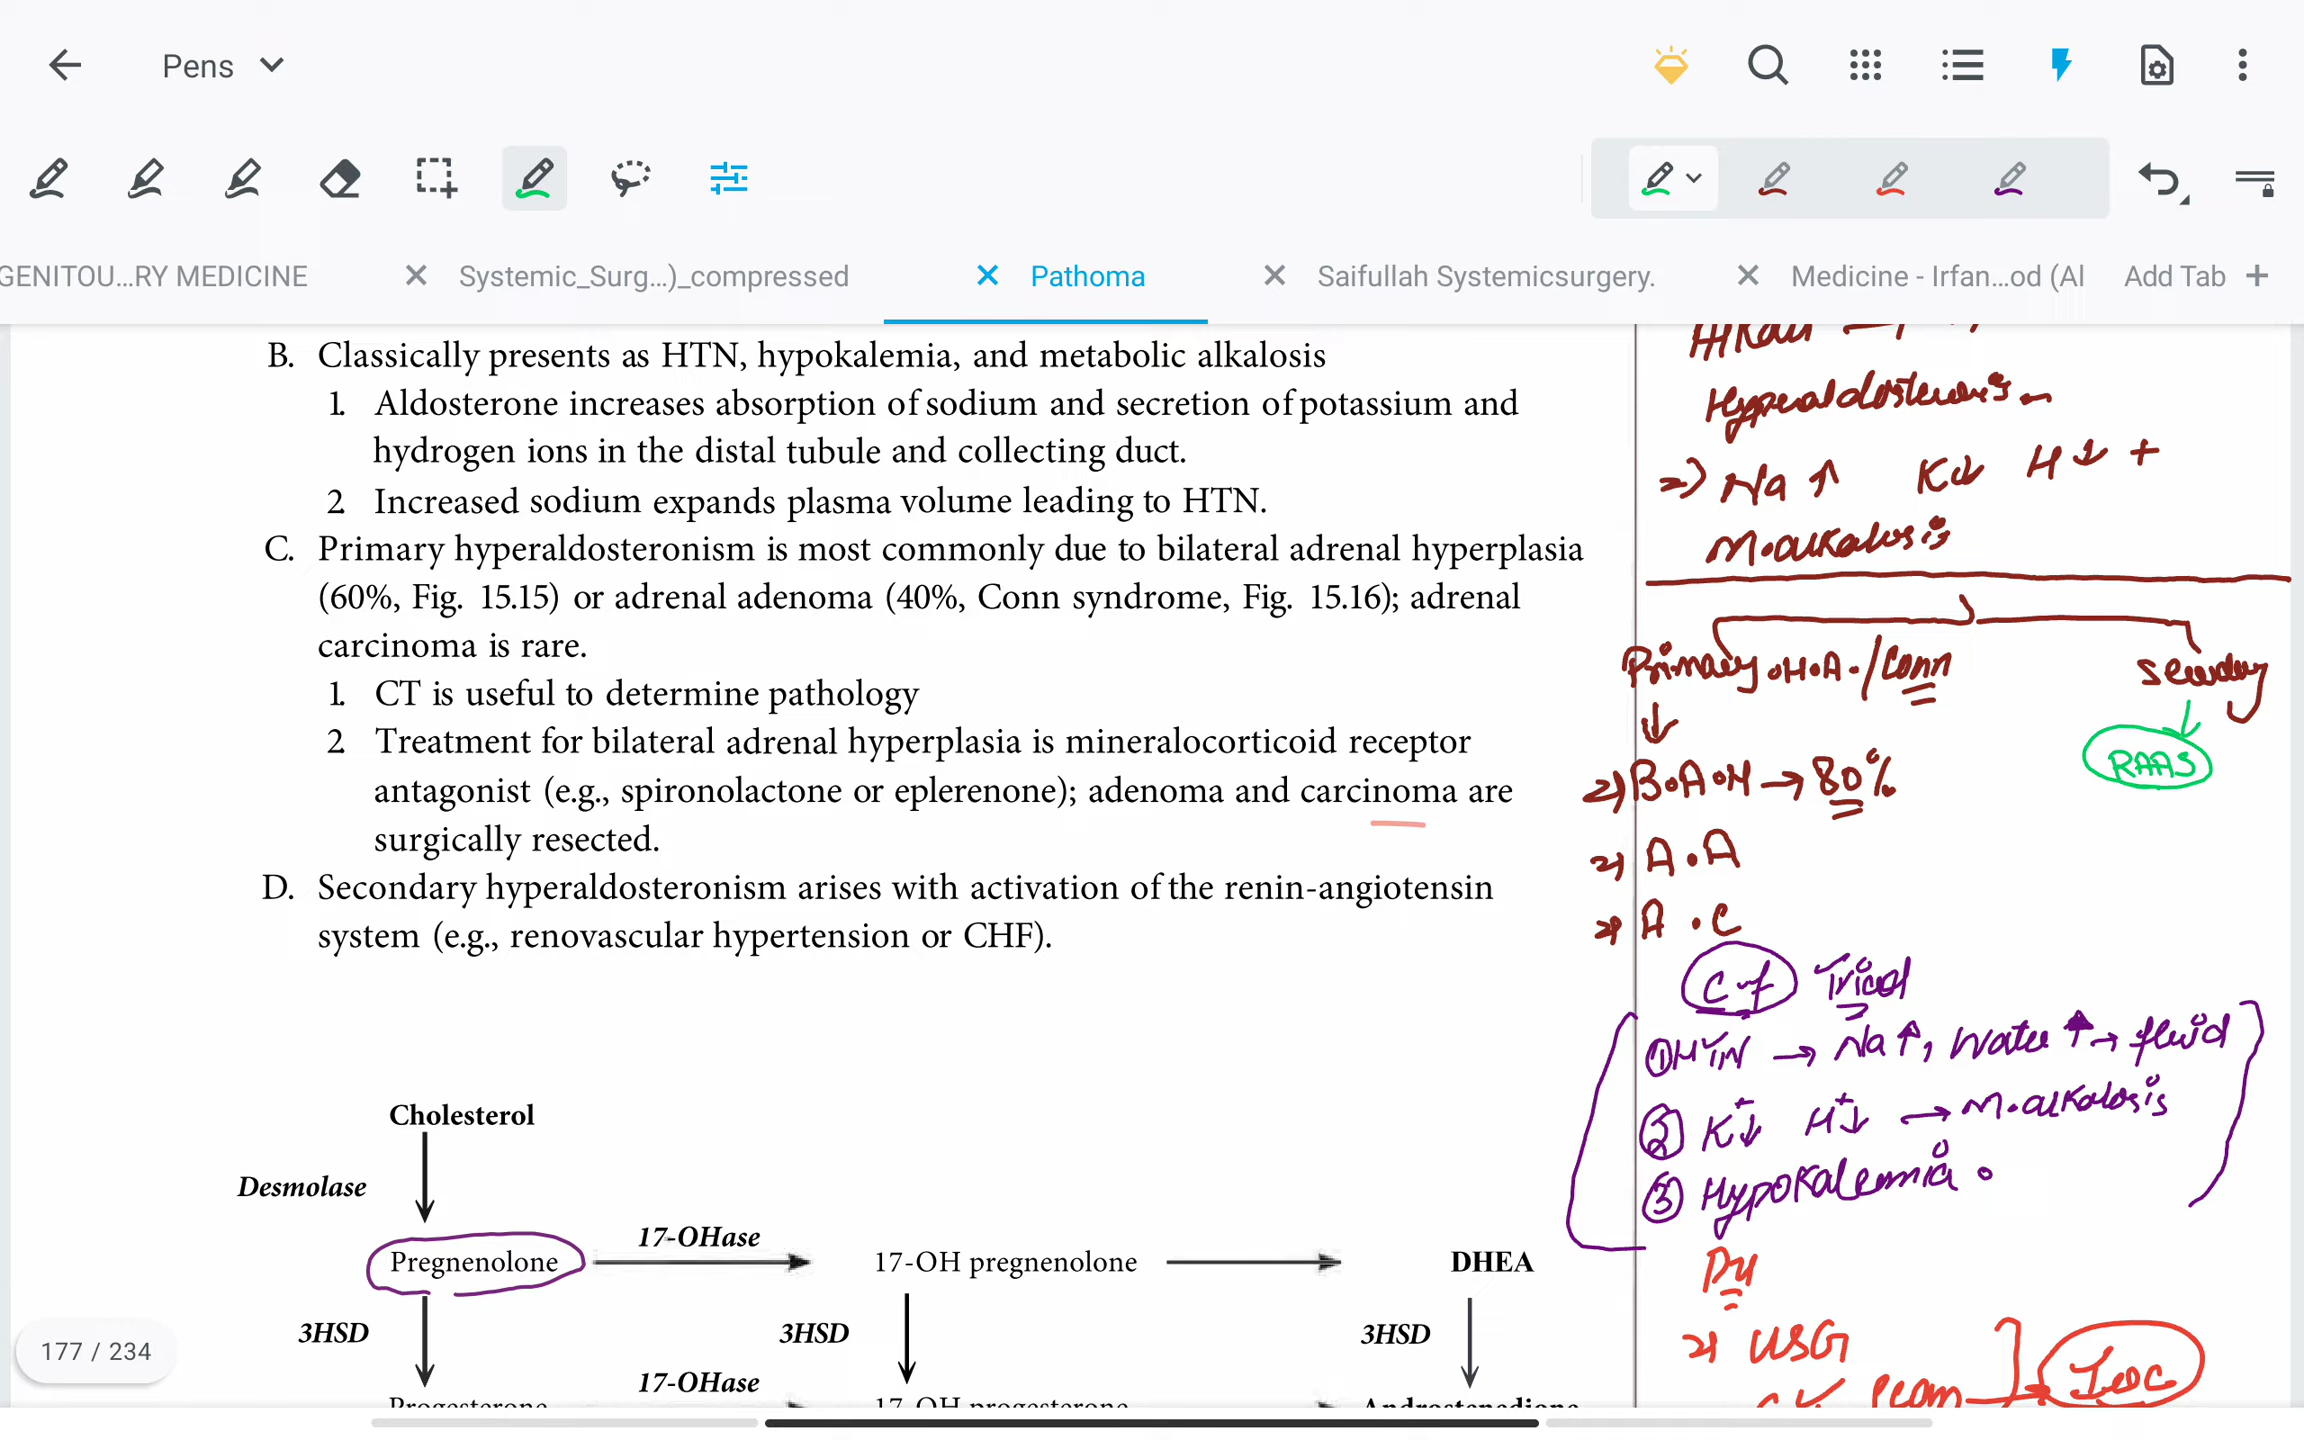 Pens
GENITOU...RY MEDICINE
Systemic_Surg...)_compressed
Pathoma
Saifullah Systemicsurgery.
Medicine - Irfan...od (Al
Add Tab +
B. Classically presents as HTN, hypokalemia, and metabolic alkalosis
1. Aldosterone increases absorption of sodium and secretion of potassium and
hydrogen ions in the distal tubule and collecting duct.
2. Increased sodium expands plasma volume leading to HTN.
C. Primary hyperaldosteronism is most commonly due to bilateral adrenal hyperplasia
(60%, Fig. 15.15) or adrenal adenoma (40%, Conn syndrome, Fig. 15.16); adrenal
carcinoma is rare.
1. CT is useful to determine pathology
2. Treatment for bilateral adrenal hyperplasia is mineralocorticoid receptor
antagonist (e.g., spironolactone or eplerenone); adenoma and carcinoma are
surgically resected.
D. Secondary hyperaldosteronism arises with activation of the renin-angiotensin
system (e.g., renovascular hypertension or CHF).
Cholesterol
Desmolase
Pregnenolone
17-OHase
17-OH pregnenolone
DHEA
3HSD
3HSD
3HSD
17-OHase
Progesterone
17-OH progesterone
Androstenedione
177 / 234
=> Na ↑ K↓ H↓ +
M.alkalosis
Primary.H.A./Conn
RAAS
=> B.A.H → 80%
=> A.A
=> A.C
C-f Triad
① HTN → Na↑, Water ↑ → fluid
② K+↓ H+↓ → M.alkalosis
③ Hypokalemia.
=> USG